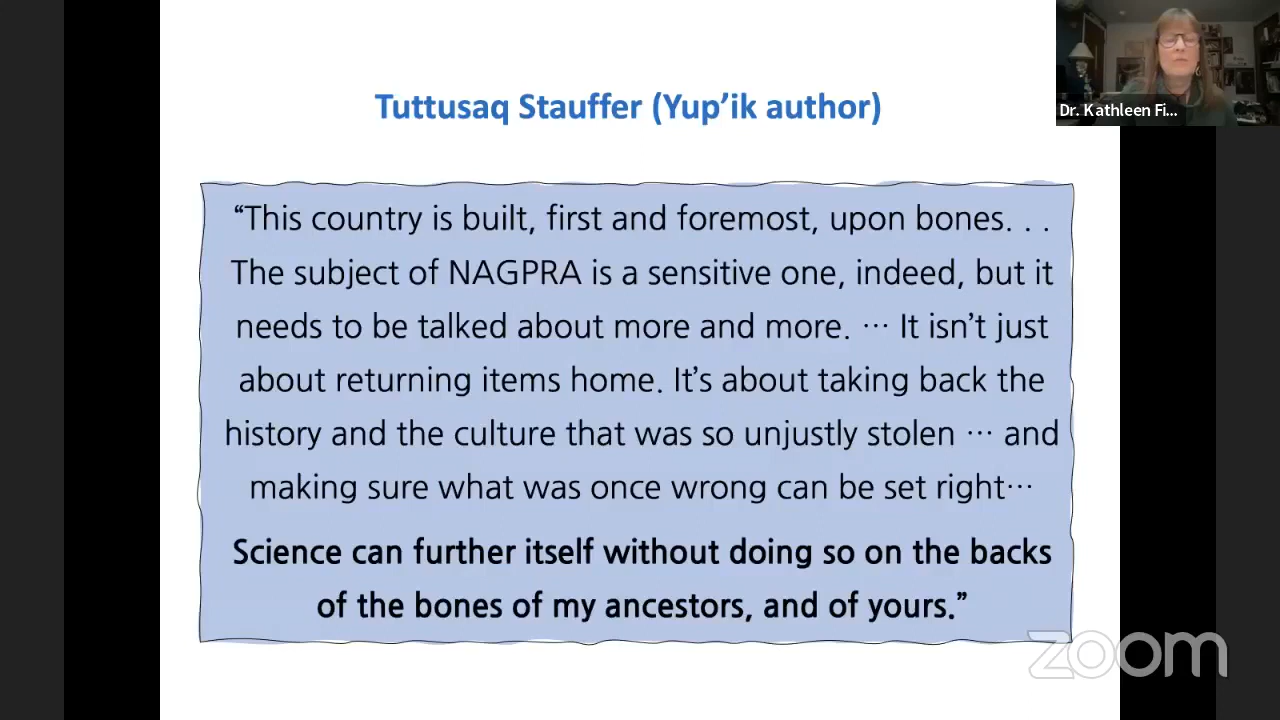 Tuttusaq Stauffer (Yup’ik author)
Dr. Kathleen Fi...
“This country is built, first and foremost, upon bones. . .
The subject of NAGPRA is a sensitive one, indeed, but it
needs to be talked about more and more. … It isn’t just
about returning items home. It’s about taking back the
history and the culture that was so unjustly stolen … and
making sure what was once wrong can be set right…
Science can further itself without doing so on the backs
of the bones of my ancestors, and of yours.”
zoom